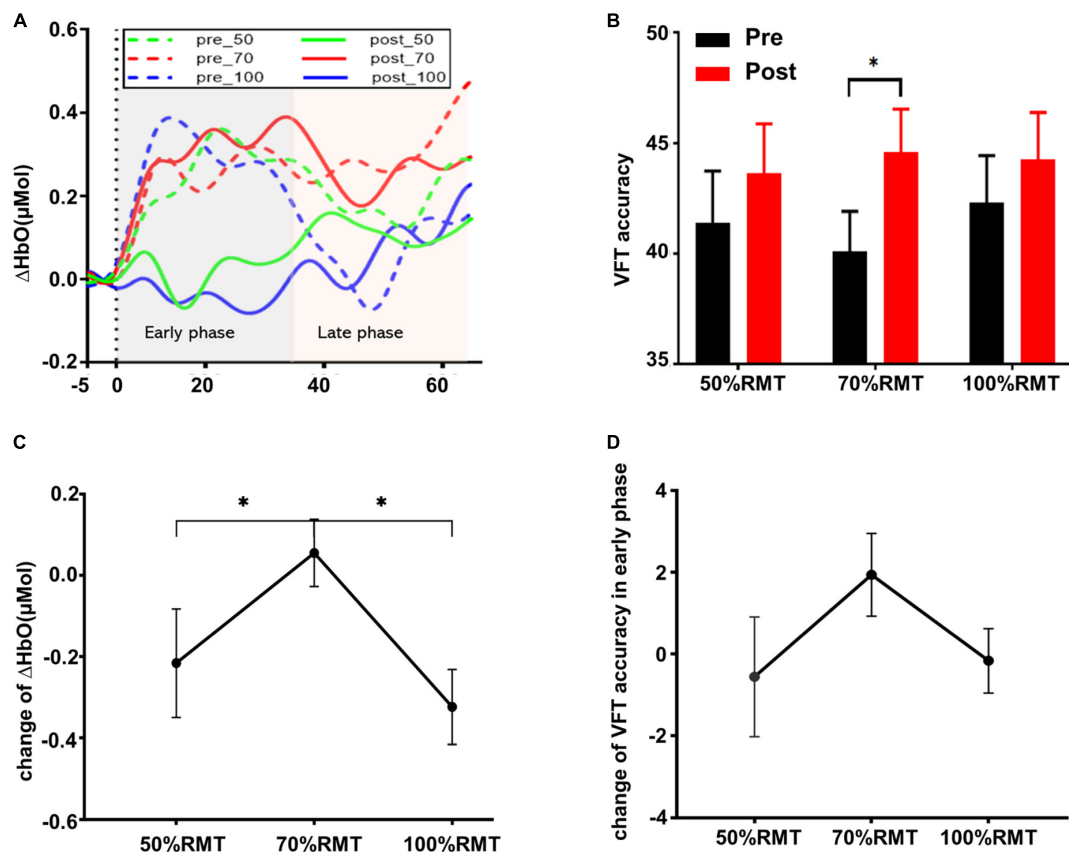 A
0.6
0.4
0.2
0.0
-0.2
ΔHbO(μMol)
pre_50 post_50
pre_70 post_70
pre_100 post_100
Early phase Late phase
-5 0 20 40 60
B
50
45
40
35
VFT accuracy
Pre
Post
*
50%RMT 70%RMT 100%RMT
C
0.2
0.0
-0.2
-0.4
-0.6
change of ΔHbO(μMol)
* *
50%RMT 70%RMT 100%RMT
D
4
2
0
-2
-4
change of VFT accuracy in early phase
50%RMT 70%RMT 100%RMT